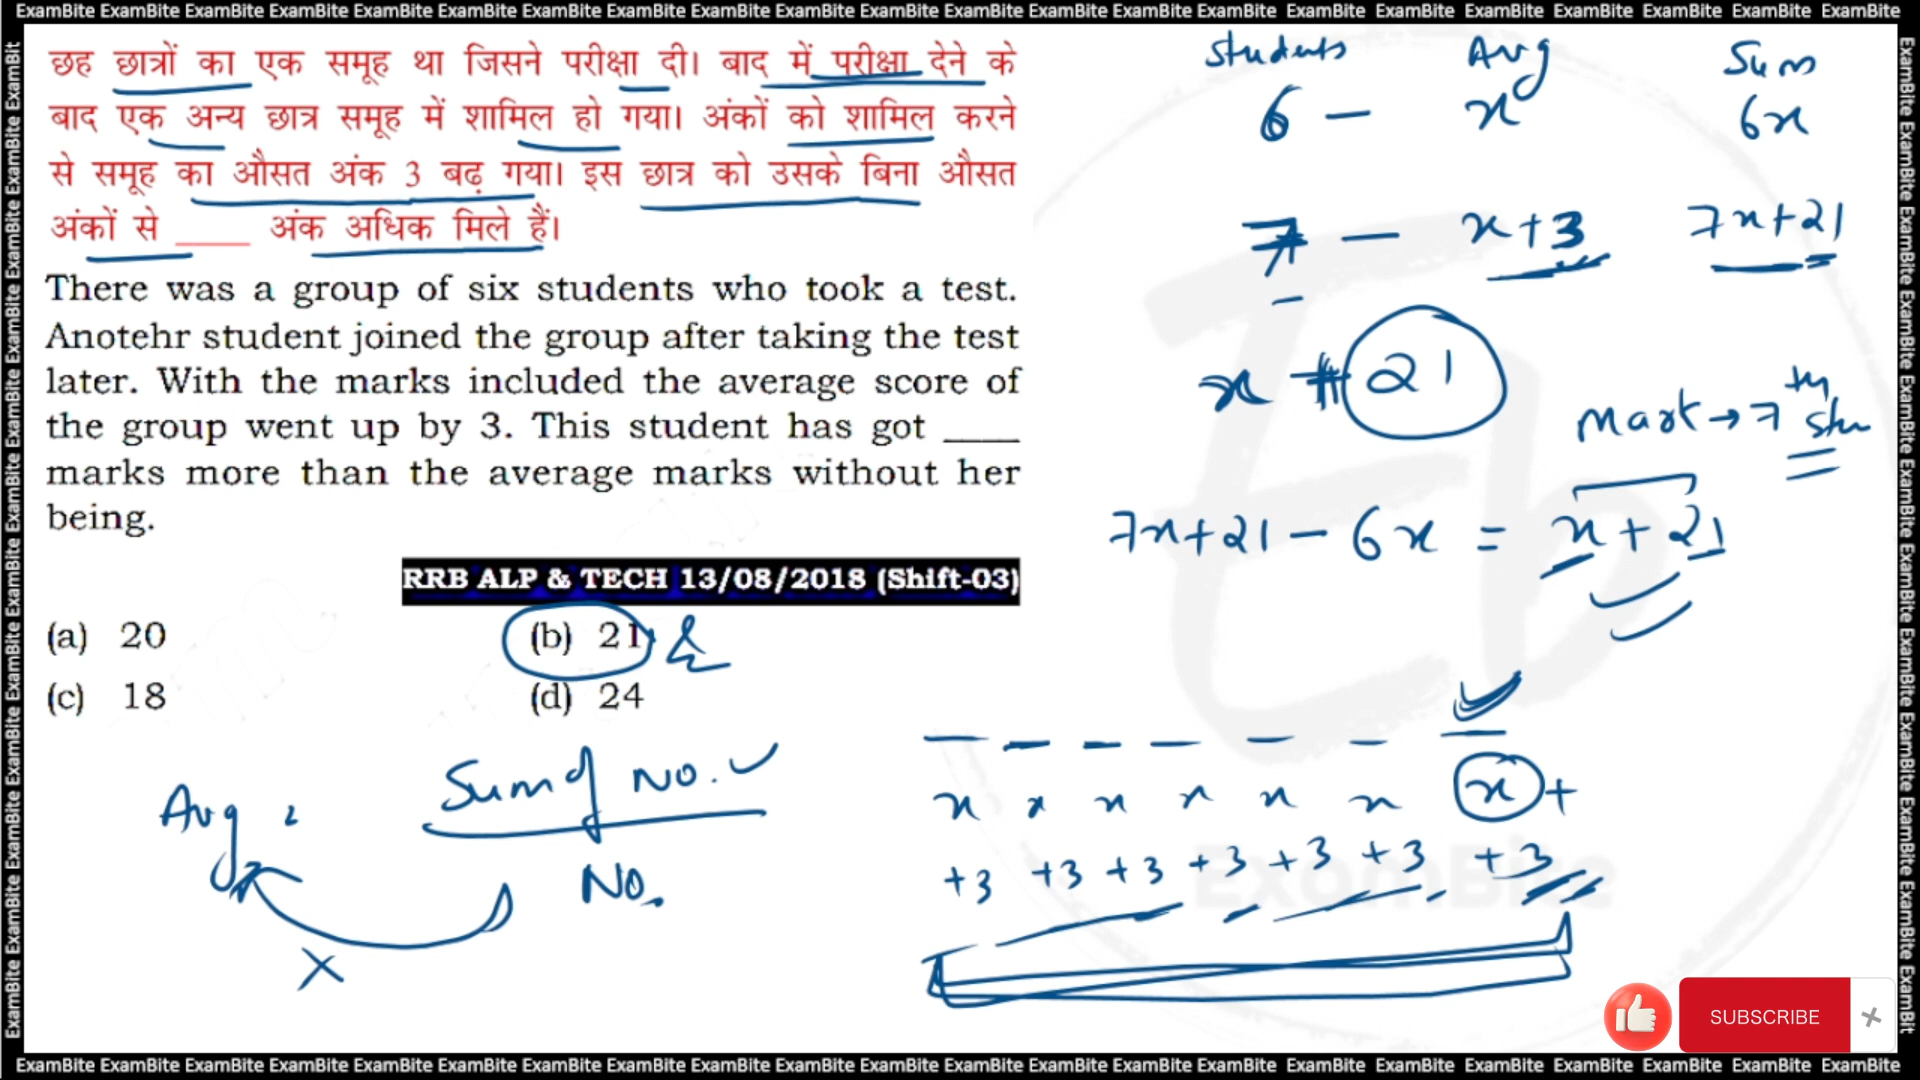 ExamBite ExamBite ExamBite ExamBite ExamBite ExamBite ExamBite ExamBite ExamBite ExamBite ExamBite ExamBite ExamBite ExamBite ExamBite ExamBite ExamBite ExamBite ExamBite ExamBite ExamBite ExamBite
छह छात्रों का एक समूह था जिसने परीक्षा दी। बाद में परीक्षा देने के
बाद एक अन्य छात्र समूह में शामिल हो गया। अंकों को शामिल करने
से समूह का औसत अंक 3 बढ़ गया। इस छात्र को उसके बिना औसत
अंकों से ____ अंक अधिक मिले हैं।
There was a group of six students who took a test.
Anotehr student joined the group after taking the test
later. With the marks included the average score of
the group went up by 3. This student has got ____
marks more than the average marks without her
being.
RRB ALP & TECH 13/08/2018 (Shift-03)
(a) 20 (b) 21
(c) 18 (d) 24
Students Avg Sum
6 — x 6x
7 — x+3 7x+21
x + 21
Mark → 7th Stu
7x+21 - 6x = x + 21
x x x x x x x +
+3 +3 +3 +3 +3 +3 +3
Avg : Sum of No.
No.
Eb
ExamBite
SUBSCRIBE
ExamBite ExamBite ExamBite ExamBite ExamBite ExamBite ExamBite ExamBite ExamBite ExamBite ExamBite ExamBite ExamBite ExamBite ExamBite ExamBite ExamBite ExamBite ExamBite ExamBite ExamBite ExamBite